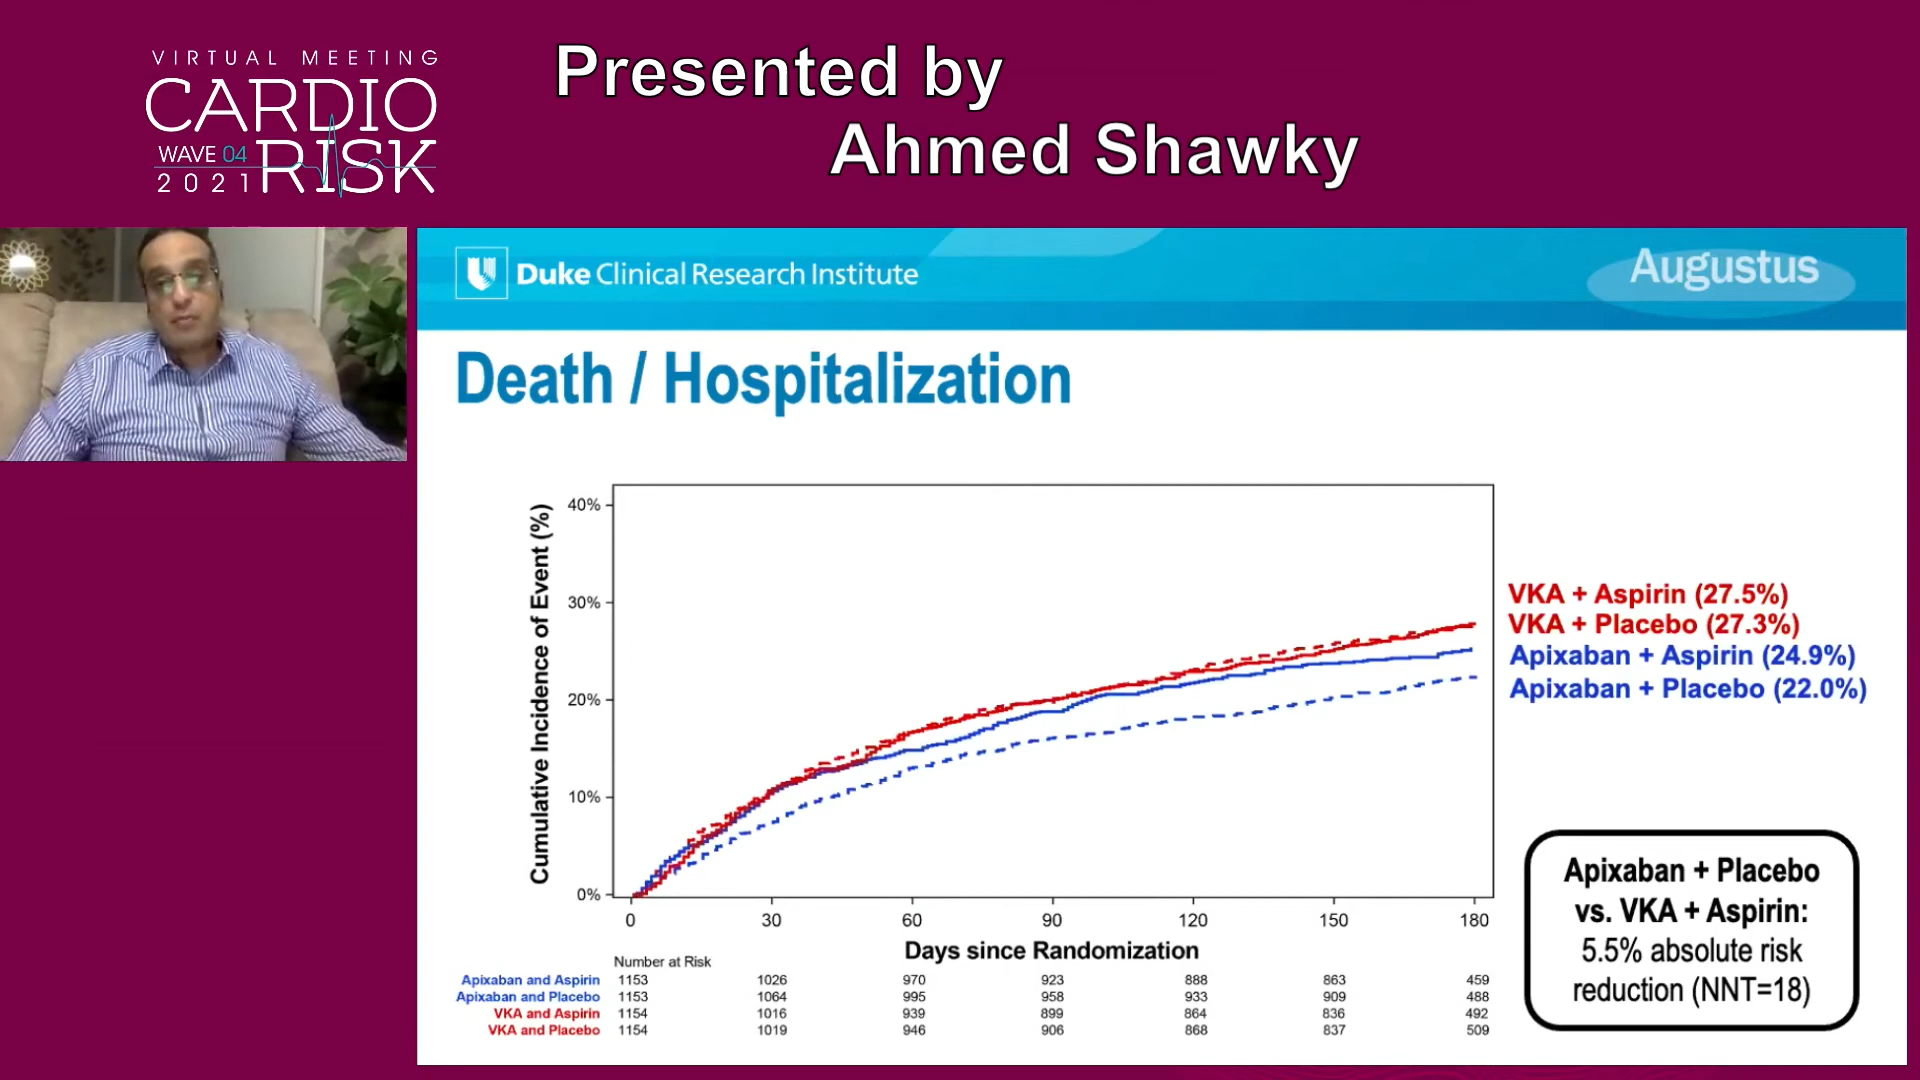 VIRTUAL MEETING
CARDIO
WAVE 04
RISK
2021
Presented by
Ahmed Shawky
Duke Clinical Research Institute
Augustus
Death / Hospitalization
Cumulative Incidence of Event (%)
40%
30%
20%
10%
0%
0 30 60 90 120 150 180
Days since Randomization
VKA + Aspirin (27.5%)
VKA + Placebo (27.3%)
Apixaban + Aspirin (24.9%)
Apixaban + Placebo (22.0%)
Number at Risk
Apixaban and Aspirin 1153 1026 970 923 888 863 459
Apixaban and Placebo 1153 1064 995 958 933 909 488
VKA and Aspirin 1154 1016 939 899 864 836 492
VKA and Placebo 1154 1019 946 906 868 837 509
Apixaban + Placebo
vs. VKA + Aspirin:
5.5% absolute risk
reduction (NNT=18)